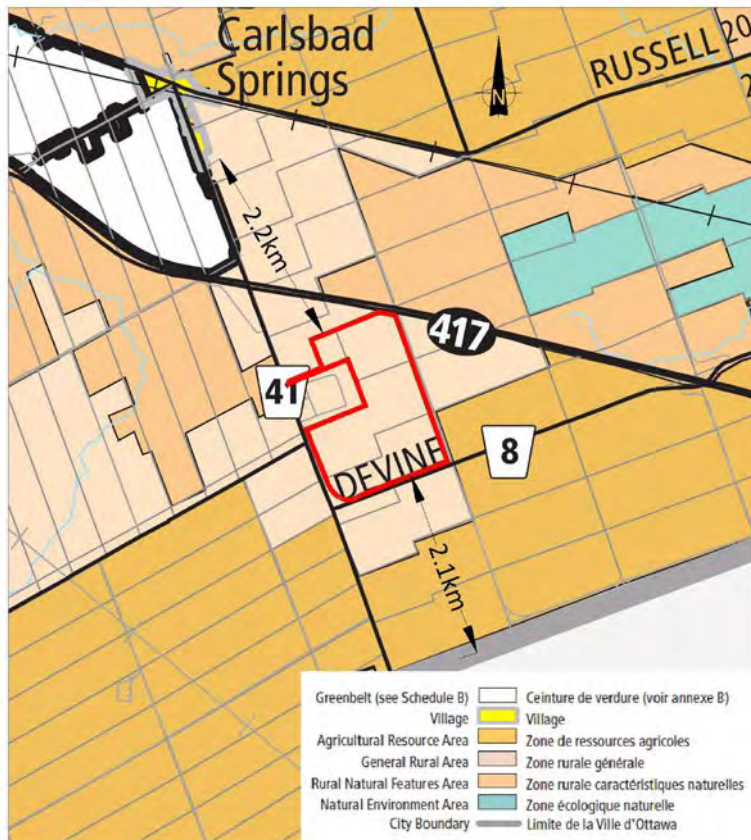 Carlsbad
Springs
RUSSELL
20
N
2.2km
417
41
8
DEVINE
2.1km
Greenbelt (see Schedule B) Ceinture de verdure (voir annexe B)
Village Village
Agricultural Resource Area Zone de ressources agricoles
General Rural Area Zone rurale générale
Rural Natural Features Area Zone rurale caractéristiques naturelles
Natural Environment Area Zone écologique naturelle
City Boundary Limite de la Ville d'Ottawa